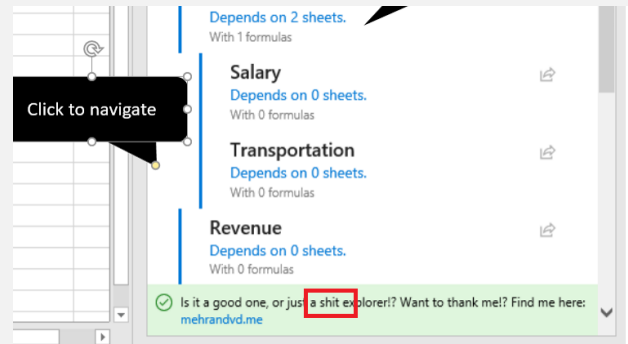 Depends on 2 sheets.
With 1 formulas
Salary
Depends on 0 sheets.
With 0 formulas
Click to navigate
Transportation
Depends on 0 sheets.
With 0 formulas
Revenue
Depends on 0 sheets.
With 0 formulas
Is it a good one, or just a shit explorer!? Want to thank me!? Find me here:
mehrandvd.me